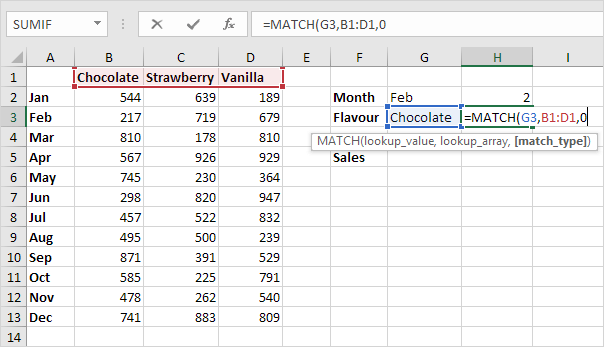 SUMIF =MATCH(G3,B1:D1,0
A B C D E F G H I
1 Chocolate Strawberry Vanilla
2 Jan 544 639 189 Month Feb 2
3 Feb 217 719 679 Flavour Chocolate =MATCH(G3,B1:D1,0
4 Mar 810 178 810
MATCH(lookup_value, lookup_array, [match_type])
5 Apr 567 926 929 Sales
6 May 745 230 364
7 Jun 298 820 947
8 Jul 457 522 832
9 Aug 495 500 239
10 Sep 871 391 529
11 Oct 585 225 791
12 Nov 478 262 540
13 Dec 741 883 809
14